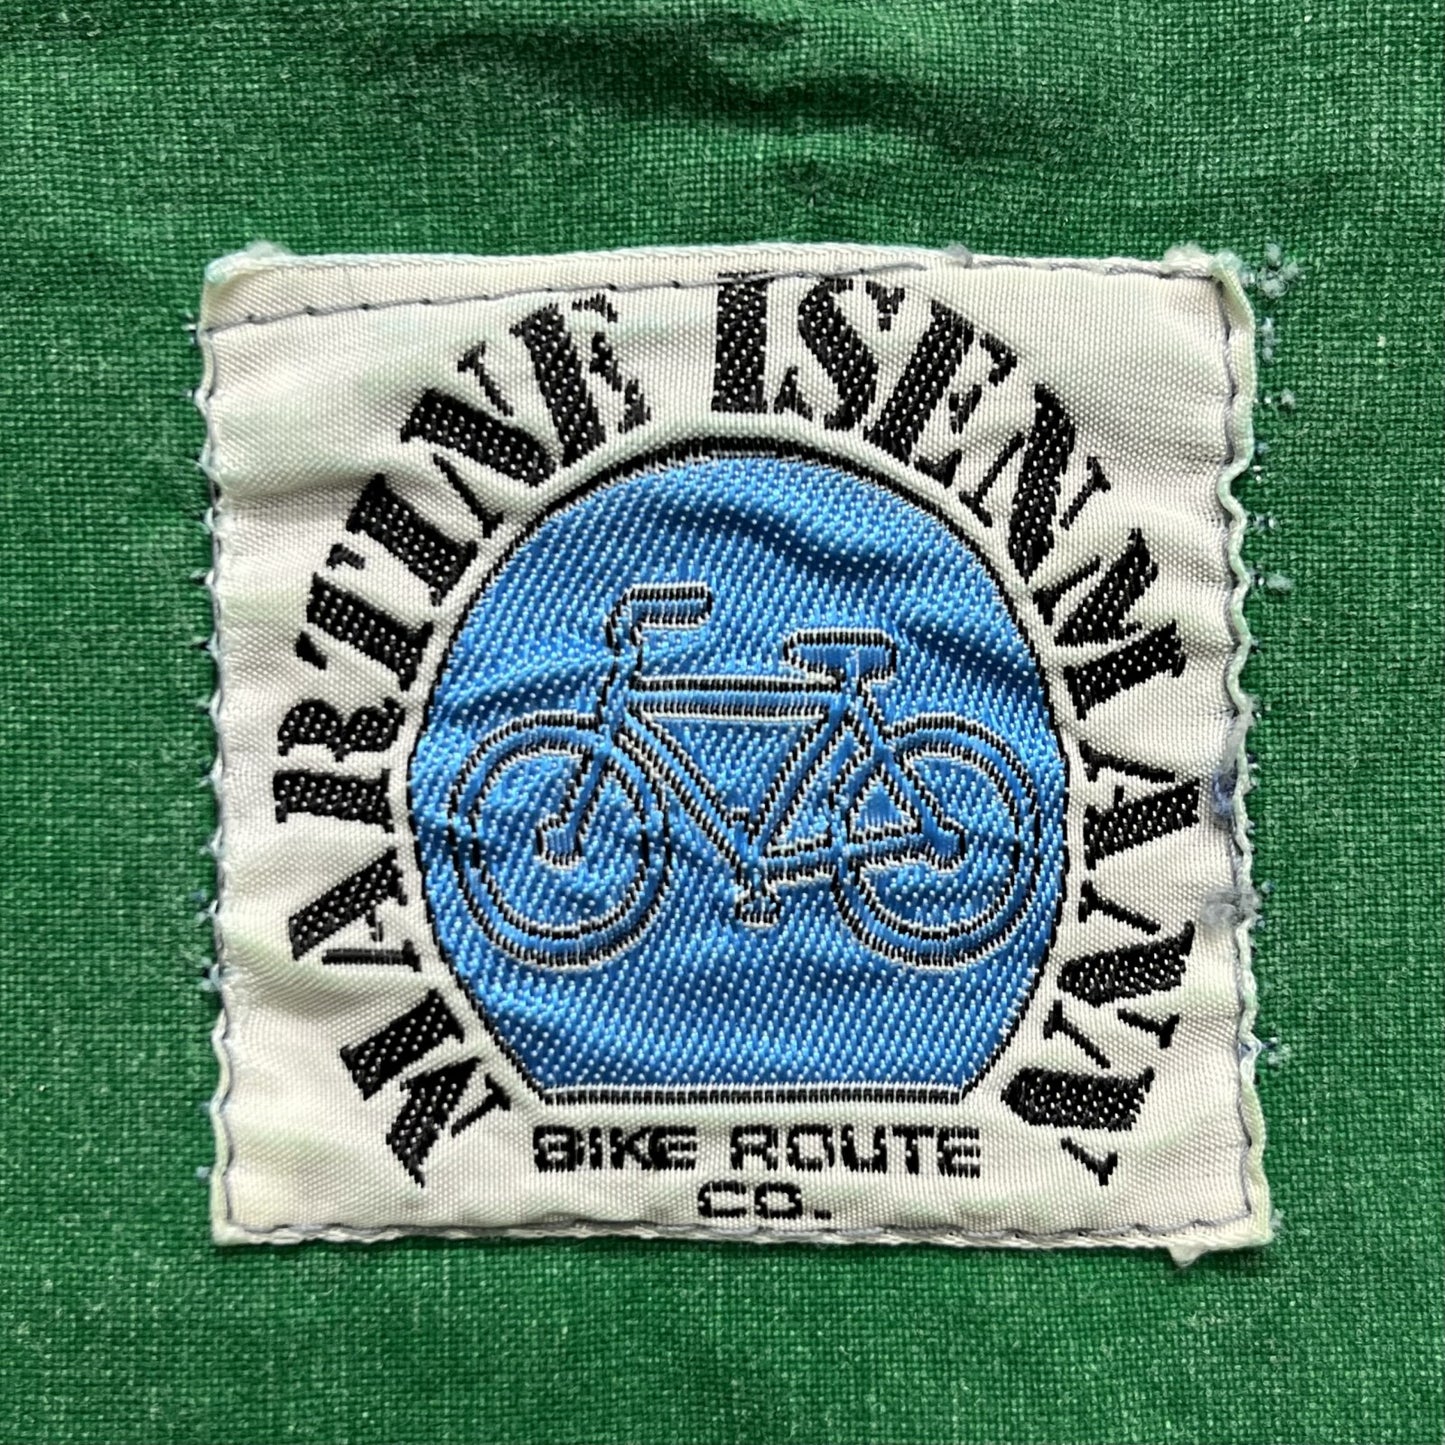 MARTINE ISENMANN'
BIKE ROUTE
CO.